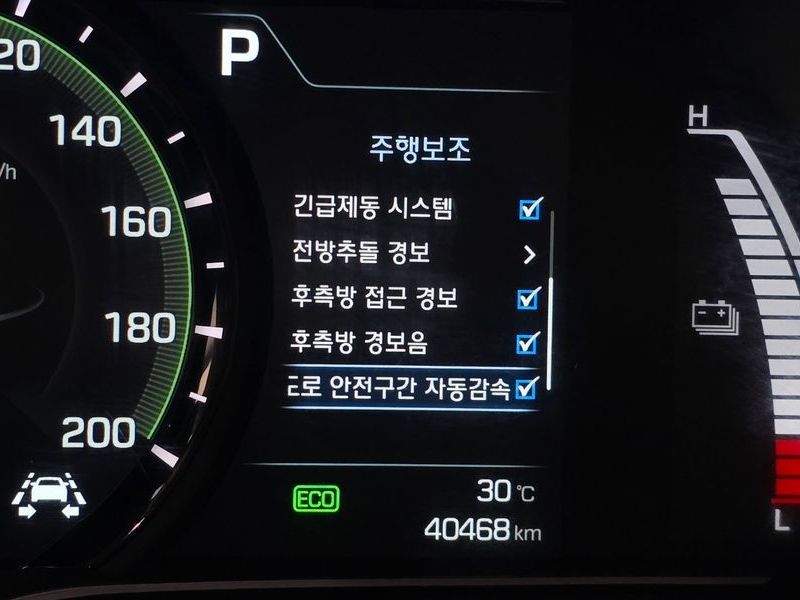 P
20
140
/h
160
180
200
주행보조
긴급제동 시스템
전방추돌 경보
후측방 접근 경보
후측방 경보음
로 안전구간 자동감속
ECO
30 °C
40468 km
H
L